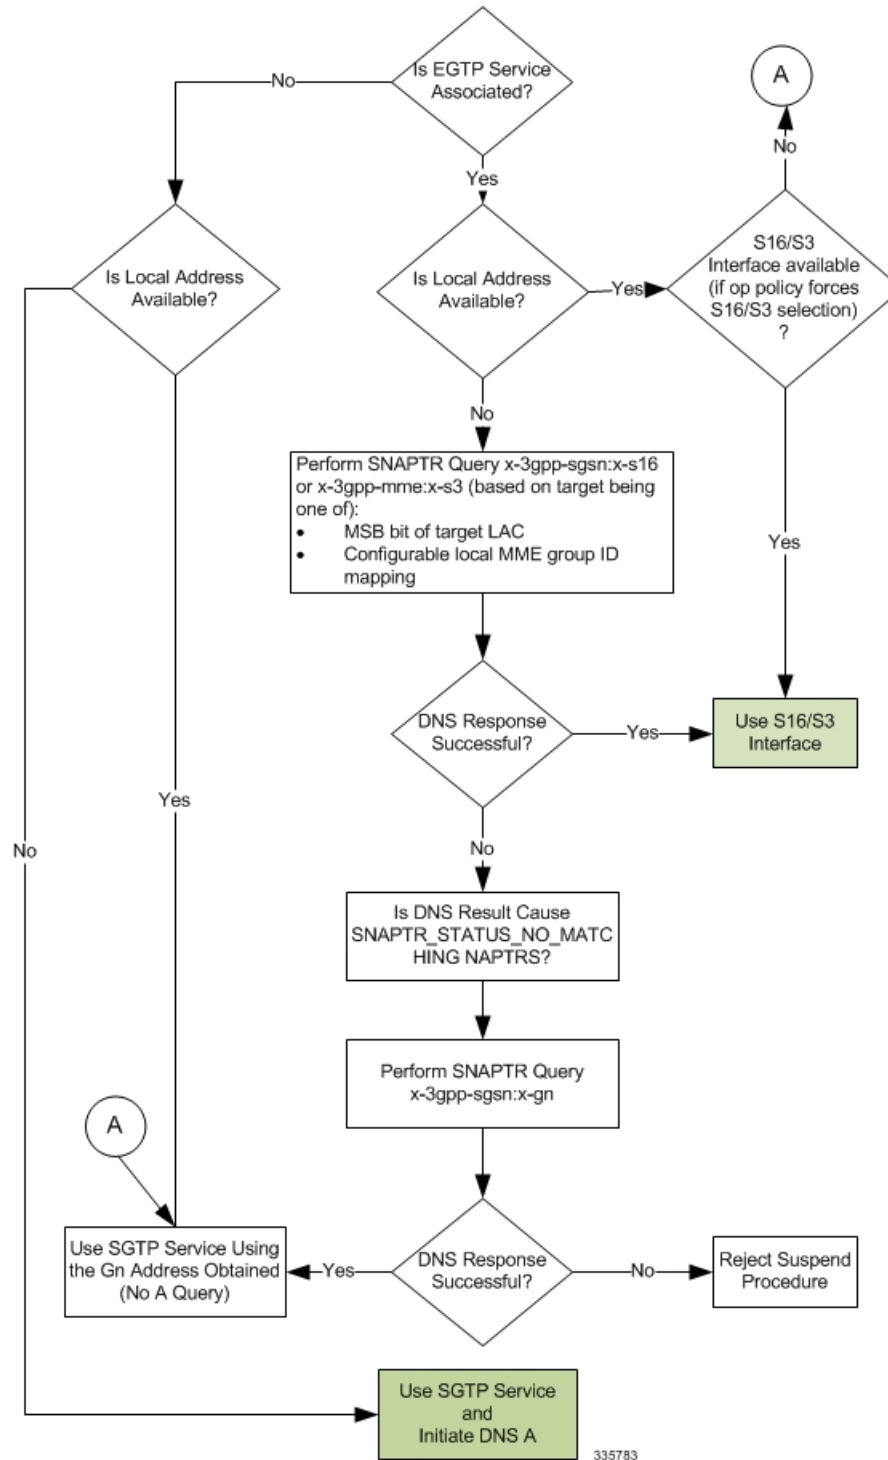 Is EGTP Service
Associated?
No
A
Yes
No
Is Local Address
Available?
Is Local Address
Available?
Yes
S16/S3
Interface available
(if op policy forces
S16/S3 selection)
?
No
Perform SNAPTR Query x-3gpp-sgsn:x-s16
or x-3gpp-mme:x-s3 (based on target being
one of):
• MSB bit of target LAC
• Configurable local MME group ID
mapping
Yes
DNS Response
Successful?
Yes
Use S16/S3
Interface
Yes
No
No
Is DNS Result Cause
SNAPTR_STATUS_NO_MATC
HING NAPTRS?
Perform SNAPTR Query
x-3gpp-sgsn:x-gn
A
Use SGTP Service Using
the Gn Address Obtained
(No A Query)
Yes
DNS Response
Successful?
No
Reject Suspend
Procedure
Use SGTP Service
and
Initiate DNS A
335783